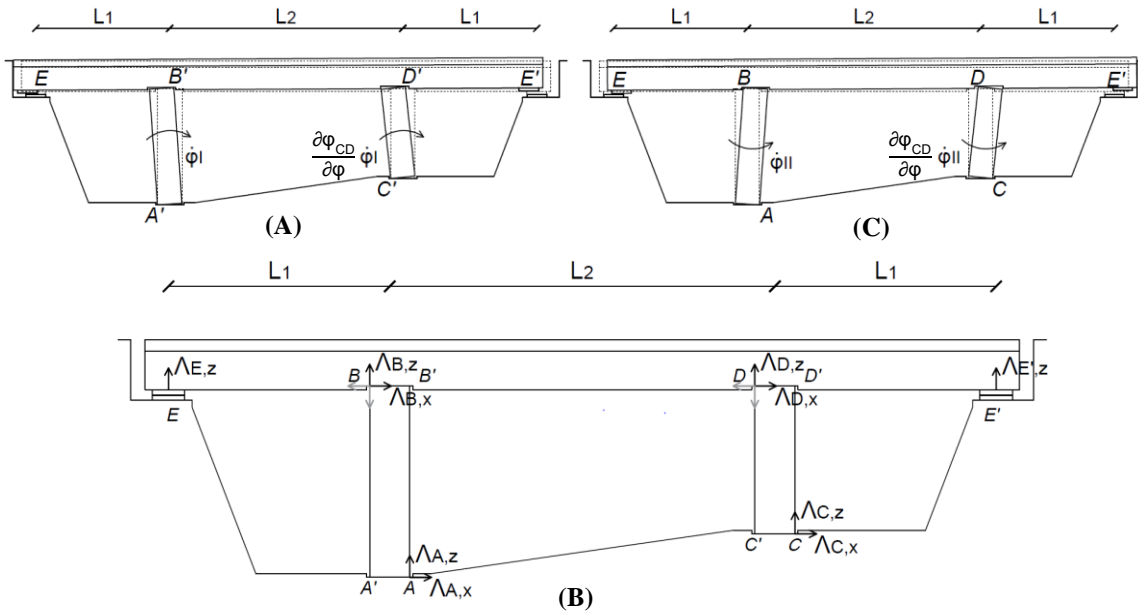 L1 L2 L1
E B' D' E'
φ̇I ∂φCD/∂φ φ̇I
A' C'
(A)
L1 L2 L1
E B D E'
φ̇II ∂φCD/∂φ φ̇II
A C
(C)
L1 L2 L1
ΛE,z ΛB,z ΛD,z ΛE',z
B B' D D'
ΛB,x ΛD,x
E E'
ΛC,z
C' C ΛC,x
ΛA,z
A' A ΛA,x
(B)